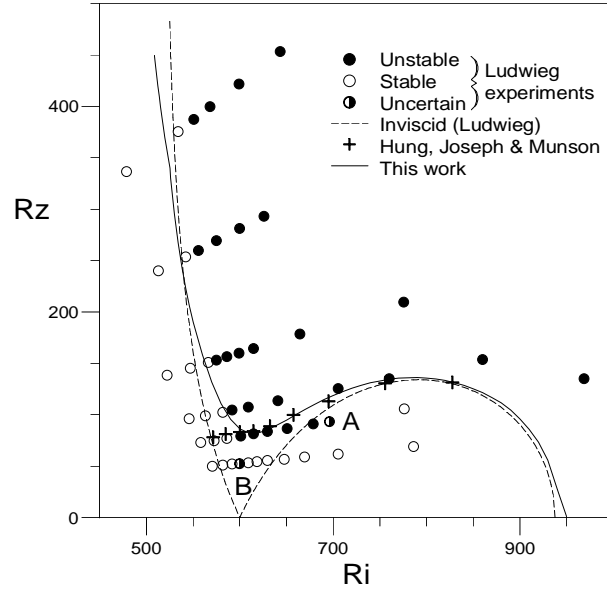 Unstable
Stable
Uncertain
Ludwieg
experiments
Inviscid (Ludwieg)
Hung, Joseph & Munson
This work
400
Rz
200
A
B
0
500
700
900
Ri